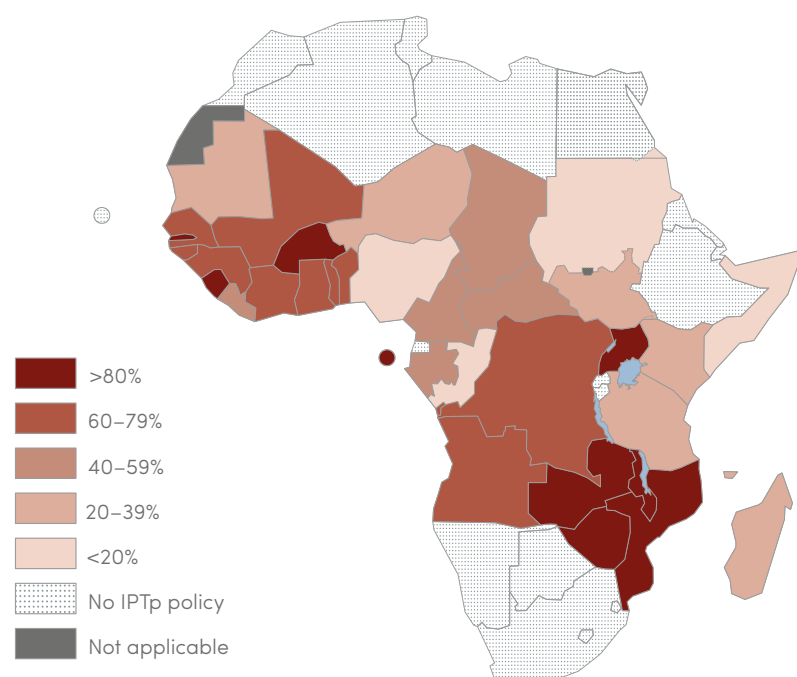 >80%
60–79%
40–59%
20–39%
<20%
No IPTp policy
Not applicable